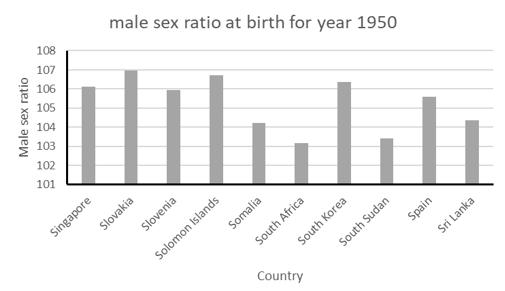 male sex ratio at birth for year 1950
108
107
106
105
104
103
102
101
Male sex ratio
Singapore
Slovakia
Slovenia
Solomon Islands
Somalia
South Africa
South Korea
South Sudan
Spain
Sri Lanka
Country